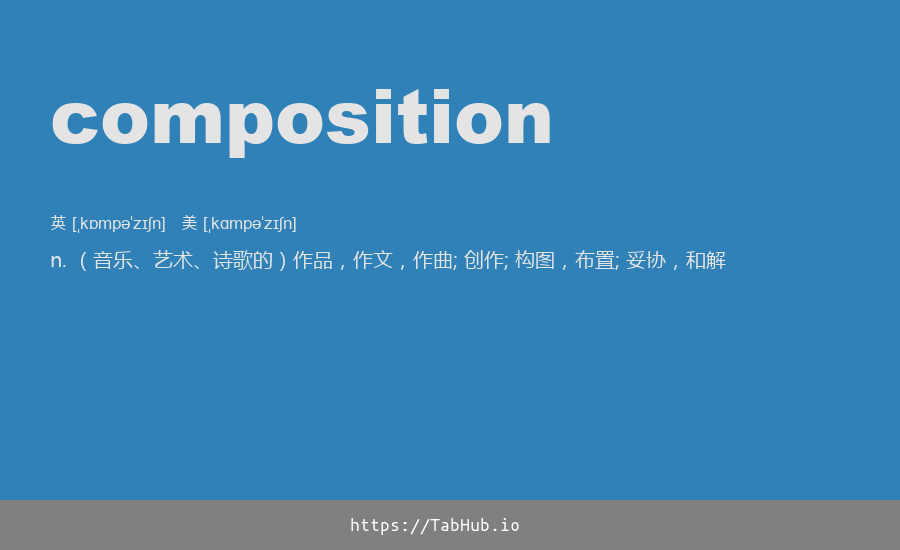 composition
英 [ˌkɒmpəˈzɪʃn] 美 [ˌkɑmpəˈzɪʃn]
n. （音乐、艺术、诗歌的）作品，作文，作曲; 创作; 构图，布置; 妥协，和解
https://TabHub.io